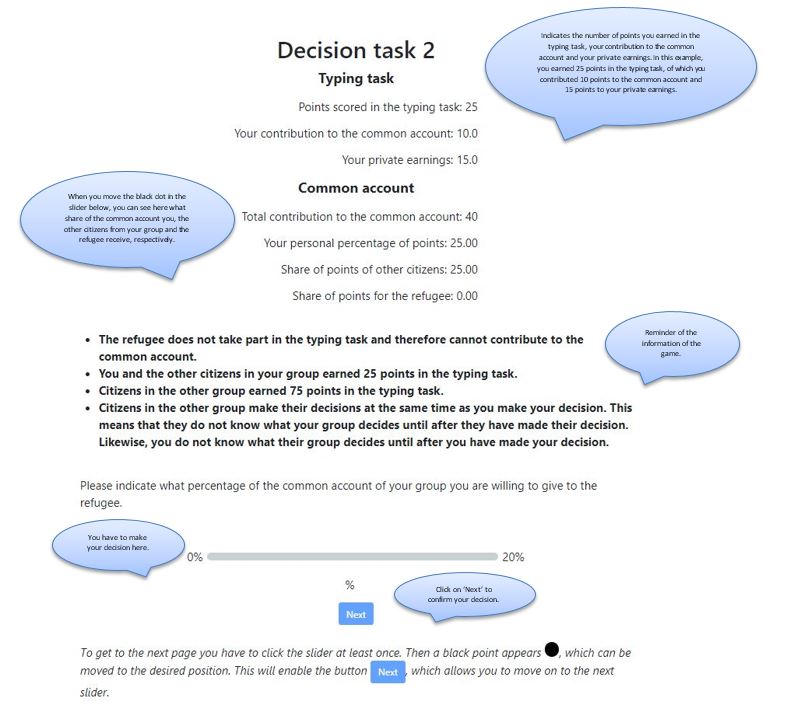 Decision task 2
Indicates the number of points you earned in the
typing task, your contribution to the common
account and your private earnings. In this example,
you earned 25 points in the typing task, of which you
contributed 10 points to the common account and
15 points to your private earnings.
Typing task
Points scored in the typing task: 25
Your contribution to the common account: 10.0
Your private earnings: 15.0
When you move the black dot in the
slider below, you can see here what
share of the common account you, the
other citizens from your group and the
refugee receive, respectively.
Common account
Total contribution to the common account: 40
Your personal percentage of points: 25.00
Share of points of other citizens: 25.00
Share of points for the refugee: 0.00
Reminder of the
information of the
game.
• The refugee does not take part in the typing task and therefore cannot contribute to the
common account.
• You and the other citizens in your group earned 25 points in the typing task.
• Citizens in the other group earned 75 points in the typing task.
• Citizens in the other group make their decisions at the same time as you make your decision. This
means that they do not know what your group decides until after they have made their decision.
Likewise, you do not know what their group decides until after you have made your decision.
Please indicate what percentage of the common account of your group you are willing to give to the
refugee.
You have to make
your decision here.
0% 20%
%
Click on ‘Next’ to
confirm your decision.
Next
To get to the next page you have to click the slider at least once. Then a black point appears , which can be
moved to the desired position. This will enable the button Next , which allows you to move on to the next
slider.